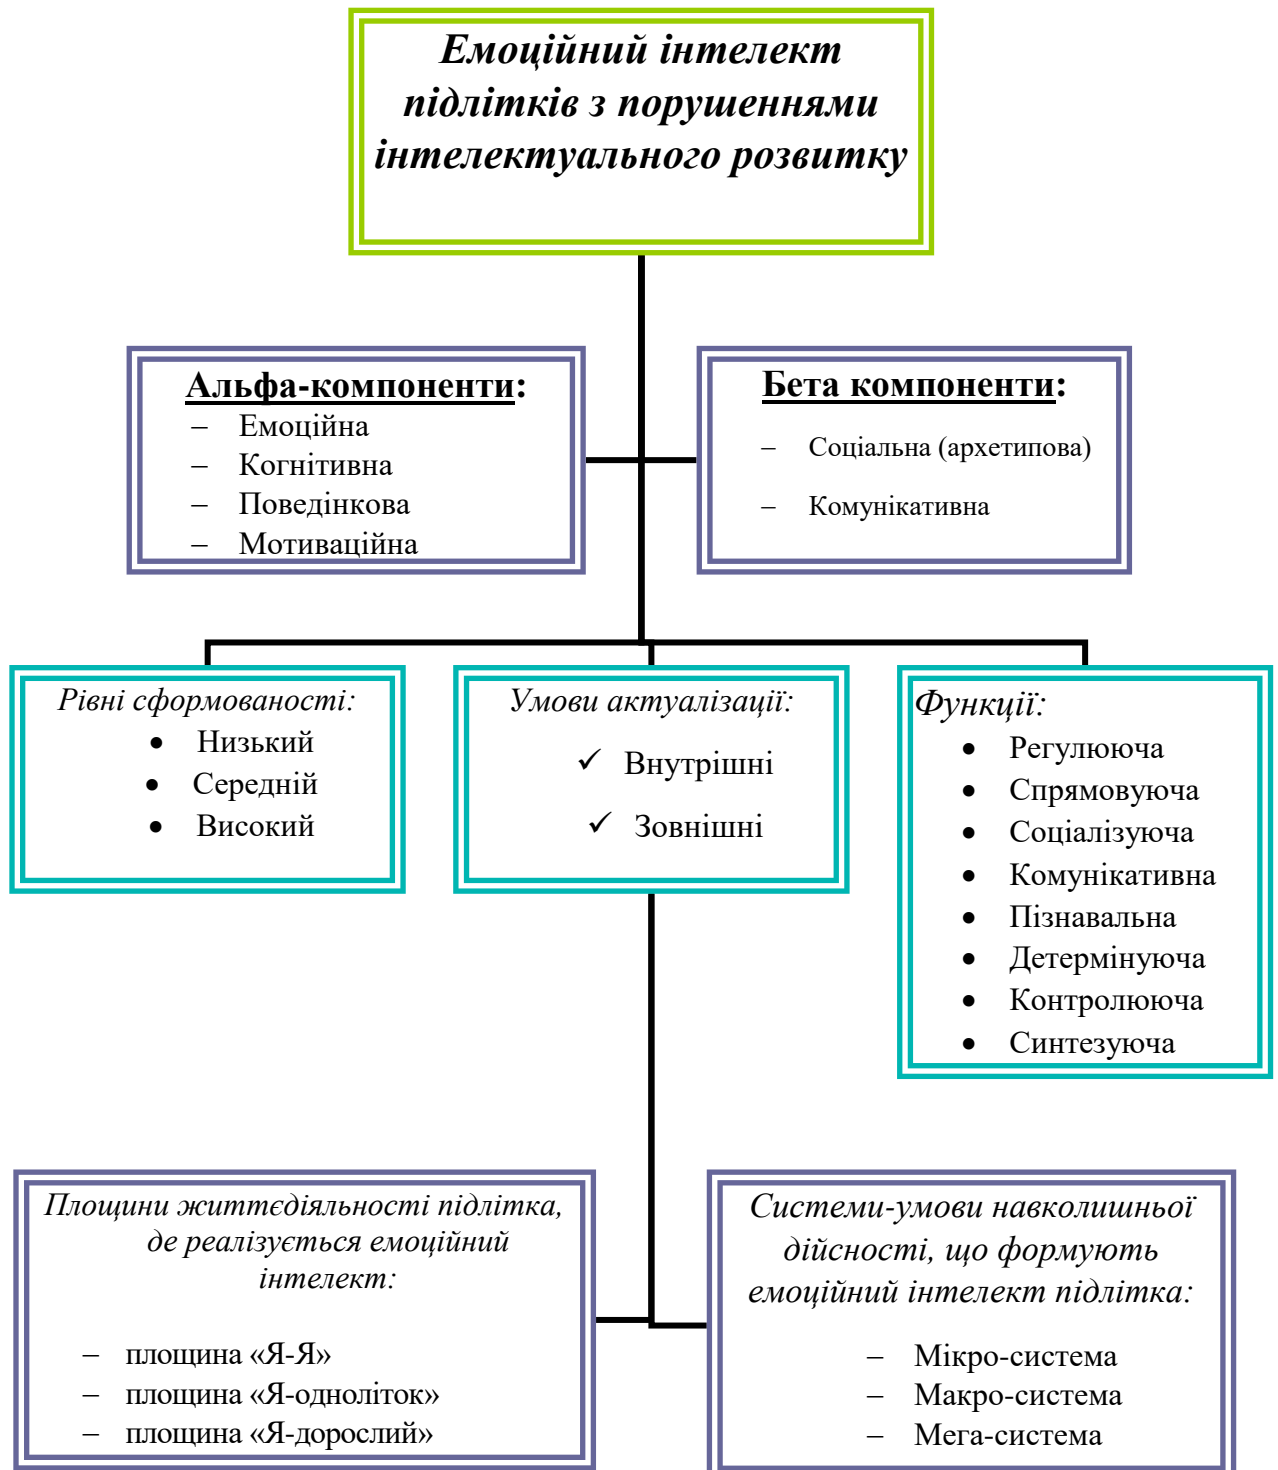 Емоційний інтелект
підлітків з порушеннями
інтелектуального розвитку
Альфа-компоненти:
– Емоційна
– Когнітивна
– Поведінкова
– Мотиваційна
Бета компоненти:
– Соціальна (архетипова)
– Комунікативна
Рівні сформованості:
• Низький
• Середній
• Високий
Умови актуалізації:
✓ Внутрішні
✓ Зовнішні
Функції:
• Регулююча
• Спрямовуюча
• Соціалізуюча
• Комунікативна
• Пізнавальна
• Детермінуюча
• Контролююча
• Синтезуюча
Площини життєдіяльності підлітка,
де реалізується емоційний
інтелект:
– площина «Я-Я»
– площина «Я-одноліток»
– площина «Я-дорослий»
Системи-умови навколишньої
дійсності, що формують
емоційний інтелект підлітка:
– Мікро-система
– Макро-система
– Мега-система